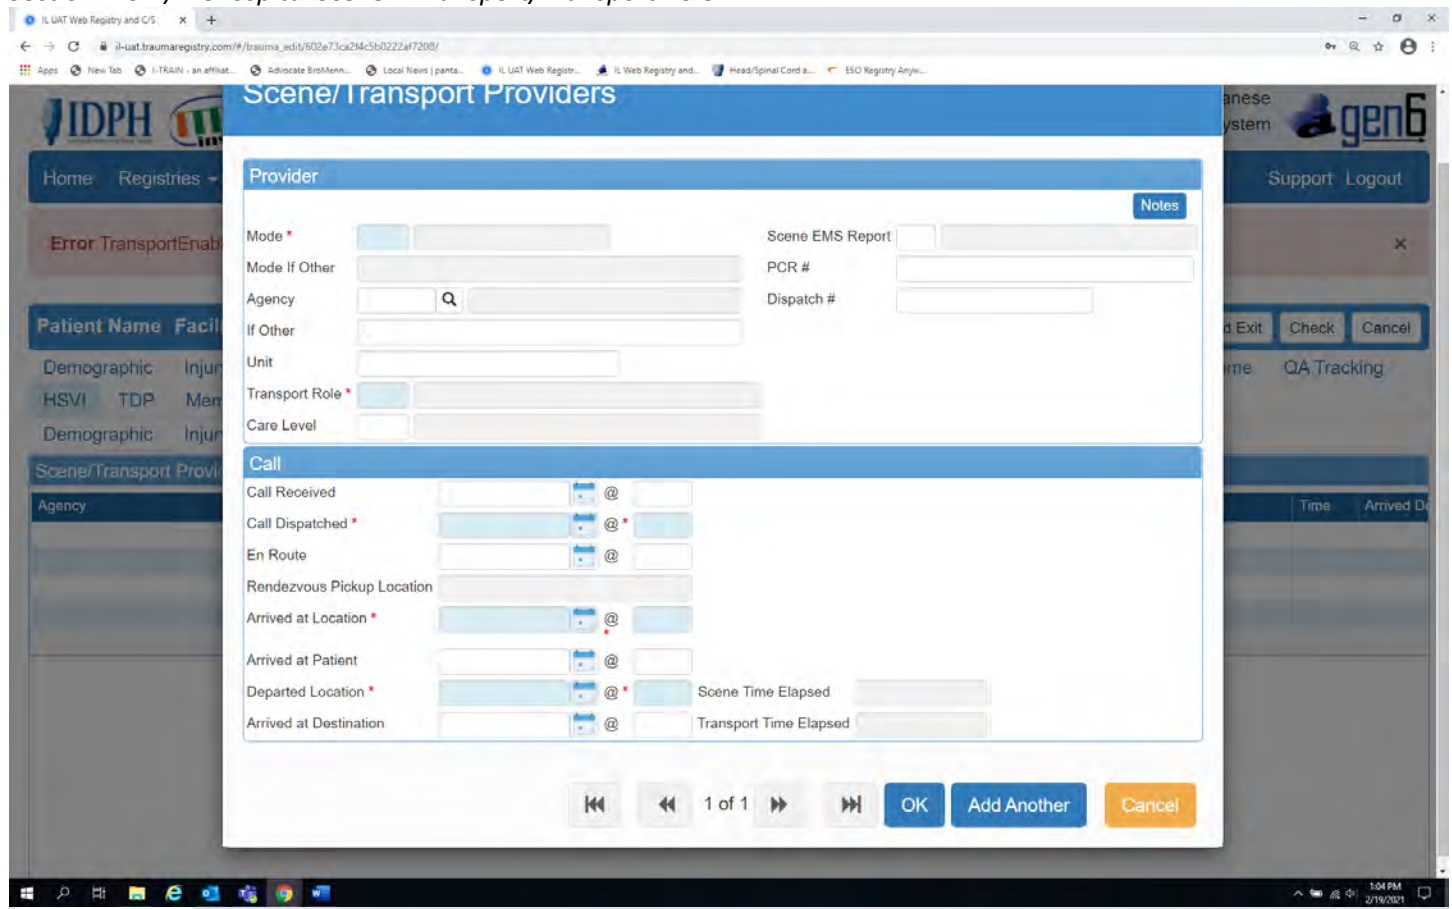 IL UAT Web Registry and C/S × +
il-uat.traumaregistry.com/#/trauma_edit/602e73ca2f4c5b0222af7208/
Apps New Tab I-TRAIN - an affiliat... Advocate BroMenn... Local News | panta... IL UAT Web Registr... IL Web Registry and... Head/Spinal Cord a... ESO Registry Anyw...
Scene/Transport Providers
IDPH
anese
ystem
gen6
Home Registries
Support Logout
Provider
Notes
Error TransportEnab
×
Mode *
Scene EMS Report
Mode If Other
PCR #
Agency
Dispatch #
If Other
Unit
Transport Role *
Care Level
Patient Name Facili
d Exit Check Cancel
Demographic Injur
ome QA Tracking
HSVI TDP Mem
Demographic Injur
Scene/Transport Provi
Agency
Time Arrived Da
Call
Call Received @
Call Dispatched * @ *
En Route @
Rendezvous Pickup Location
Arrived at Location * @ *
Arrived at Patient @
Departed Location * @ * Scene Time Elapsed
Arrived at Destination @ Transport Time Elapsed
1 of 1 OK Add Another Cancel
1:04 PM
2/19/2021